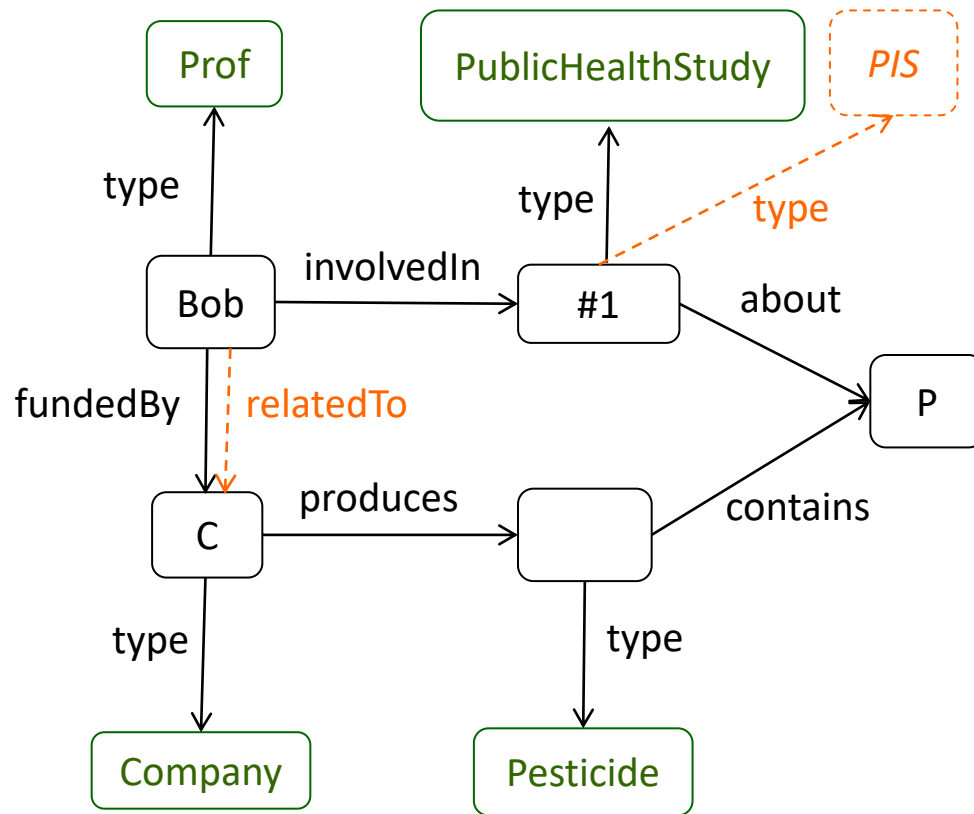 Prof
PublicHealthStudy
PIS
type
type
type
involvedIn
Bob
#1
about
fundedBy
relatedTo
P
produces
C
contains
type
type
Company
Pesticide